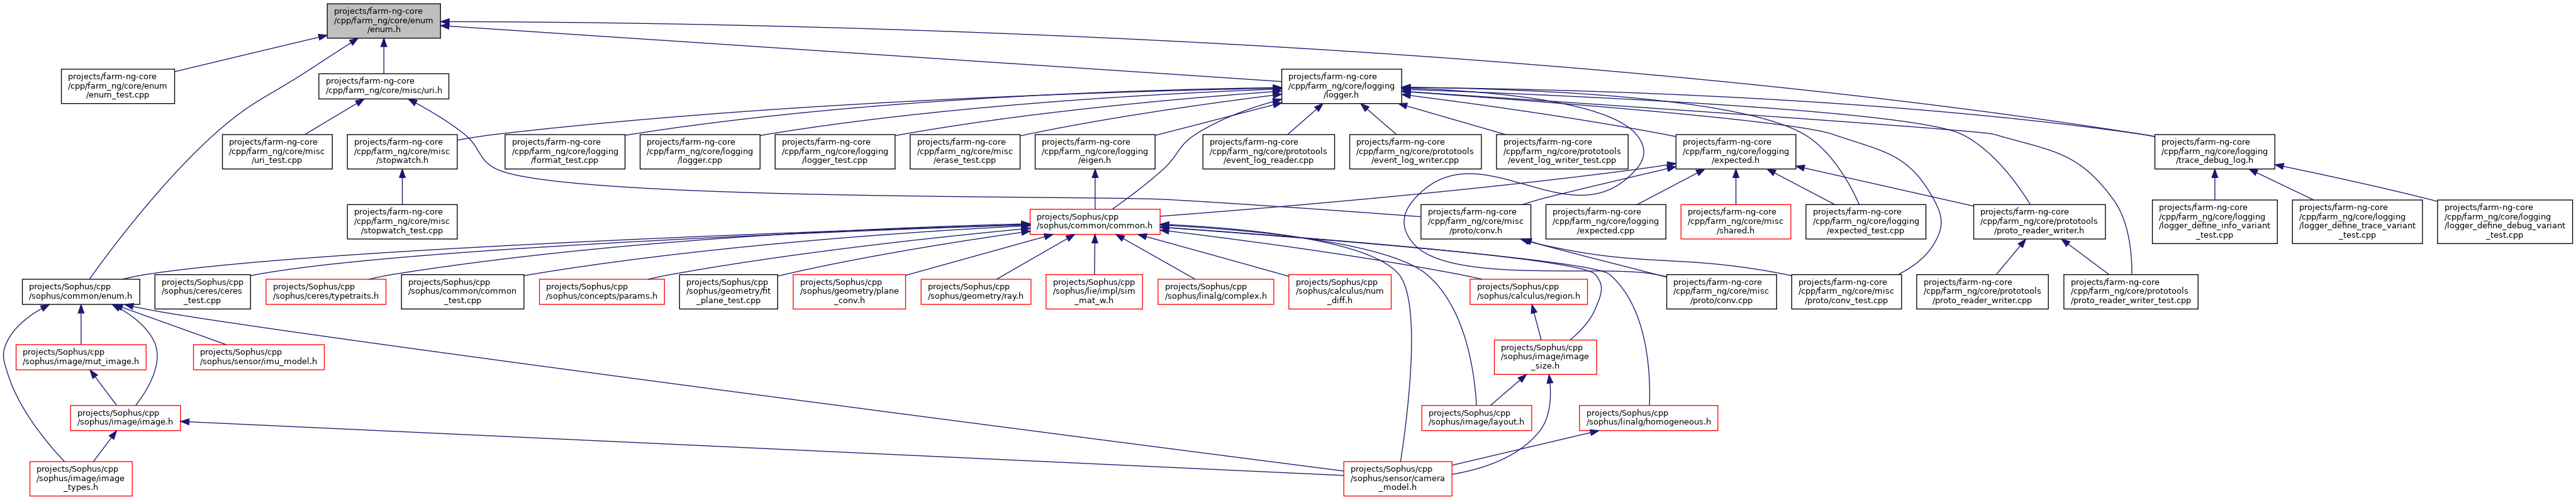 projects/farm-ng-core
/cpp/farm_ng/core/enum
/enum.h
projects/farm-ng-core
/cpp/farm_ng/core/enum
/enum_test.cpp
projects/farm-ng-core
/cpp/farm_ng/core/misc/uri.h
projects/farm-ng-core
/cpp/farm_ng/core/logging
/logger.h
projects/farm-ng-core
/cpp/farm_ng/core/misc
/uri_test.cpp
projects/farm-ng-core
/cpp/farm_ng/core/misc
/stopwatch.h
projects/farm-ng-core
/cpp/farm_ng/core/logging
/format_test.cpp
projects/farm-ng-core
/cpp/farm_ng/core/logging
/logger.cpp
projects/farm-ng-core
/cpp/farm_ng/core/logging
/logger_test.cpp
projects/farm-ng-core
/cpp/farm_ng/core/misc
/erase_test.cpp
projects/farm-ng-core
/cpp/farm_ng/core/logging
/eigen.h
projects/farm-ng-core
/cpp/farm_ng/core/prototools
/event_log_reader.cpp
projects/farm-ng-core
/cpp/farm_ng/core/prototools
/event_log_writer.cpp
projects/farm-ng-core
/cpp/farm_ng/core/prototools
/event_log_writer_test.cpp
projects/farm-ng-core
/cpp/farm_ng/core/logging
/expected.h
projects/farm-ng-core
/cpp/farm_ng/core/logging
/trace_debug_log.h
projects/farm-ng-core
/cpp/farm_ng/core/misc
/stopwatch_test.cpp
projects/Sophus/cpp
/sophus/common/common.h
projects/farm-ng-core
/cpp/farm_ng/core/misc
/proto/conv.h
projects/farm-ng-core
/cpp/farm_ng/core/logging
/expected.cpp
projects/farm-ng-core
/cpp/farm_ng/core/misc
/shared.h
projects/farm-ng-core
/cpp/farm_ng/core/logging
/expected_test.cpp
projects/farm-ng-core
/cpp/farm_ng/core/prototools
/proto_reader_writer.h
projects/farm-ng-core
/cpp/farm_ng/core/logging
/logger_define_info_variant
_test.cpp
projects/farm-ng-core
/cpp/farm_ng/core/logging
/logger_define_trace_variant
_test.cpp
projects/farm-ng-core
/cpp/farm_ng/core/logging
/logger_define_debug_variant
_test.cpp
projects/Sophus/cpp
/sophus/common/enum.h
projects/Sophus/cpp
/sophus/ceres/ceres
_test.cpp
projects/Sophus/cpp
/sophus/ceres/typetraits.h
projects/Sophus/cpp
/sophus/common/common
_test.cpp
projects/Sophus/cpp
/sophus/concepts/params.h
projects/Sophus/cpp
/sophus/geometry/fit
_plane_test.cpp
projects/Sophus/cpp
/sophus/geometry/plane
_conv.h
projects/Sophus/cpp
/sophus/geometry/ray.h
projects/Sophus/cpp
/sophus/lie/impl/sim
_mat_w.h
projects/Sophus/cpp
/sophus/linalg/complex.h
projects/Sophus/cpp
/sophus/calculus/num
_diff.h
projects/Sophus/cpp
/sophus/calculus/region.h
projects/farm-ng-core
/cpp/farm_ng/core/misc
/proto/conv.cpp
projects/farm-ng-core
/cpp/farm_ng/core/misc
/proto/conv_test.cpp
projects/farm-ng-core
/cpp/farm_ng/core/prototools
/proto_reader_writer.cpp
projects/farm-ng-core
/cpp/farm_ng/core/prototools
/proto_reader_writer_test.cpp
projects/Sophus/cpp
/sophus/image/mut_image.h
projects/Sophus/cpp
/sophus/sensor/imu_model.h
projects/Sophus/cpp
/sophus/image/image
_size.h
projects/Sophus/cpp
/sophus/image/image.h
projects/Sophus/cpp
/sophus/image/layout.h
projects/Sophus/cpp
/sophus/linalg/homogeneous.h
projects/Sophus/cpp
/sophus/image/image
_types.h
projects/Sophus/cpp
/sophus/sensor/camera
_model.h